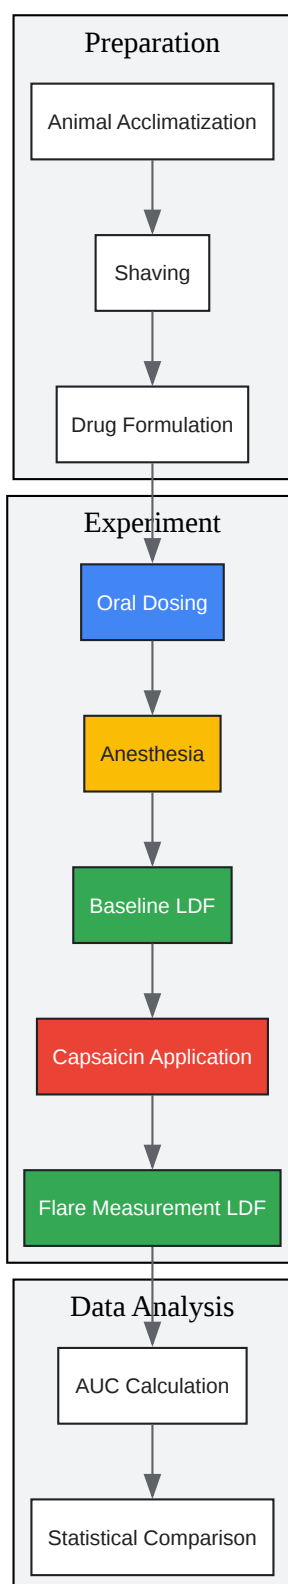 Preparation
Animal Acclimatization
Shaving
Drug Formulation
Experiment
Oral Dosing
Anesthesia
Baseline LDF
Capsaicin Application
Flare Measurement LDF
Data Analysis
AUC Calculation
Statistical Comparison